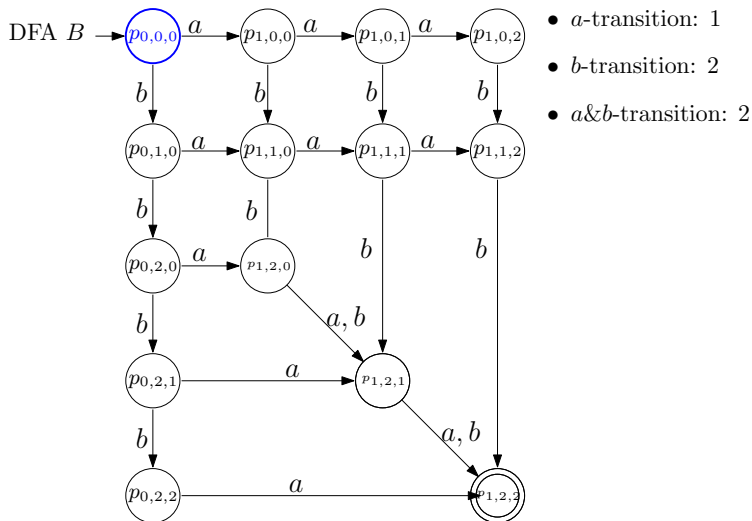 DFA B p0,0,0 a p1,0,0 a p1,0,1 a p1,0,2
• a-transition: 1
• b-transition: 2
• a&b-transition: 2
b b b b
p0,1,0 a p1,1,0 a p1,1,1 a p1,1,2
b b b b
p0,2,0 a p1,2,0
b a, b
p0,2,1 a p1,2,1
b a, b
p0,2,2 a p1,2,2